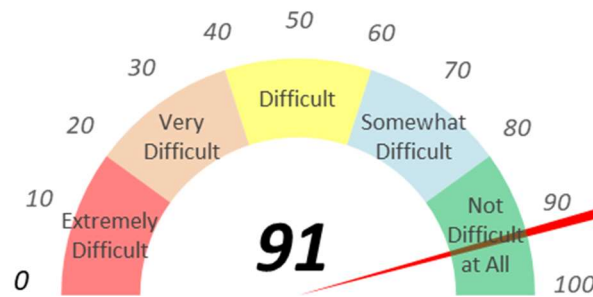 50
40
60
30
70
20
80
10
90
0
100
Extremely
Difficult
Very
Difficult
Difficult
Somewhat
Difficult
Not
Difficult
at All
91